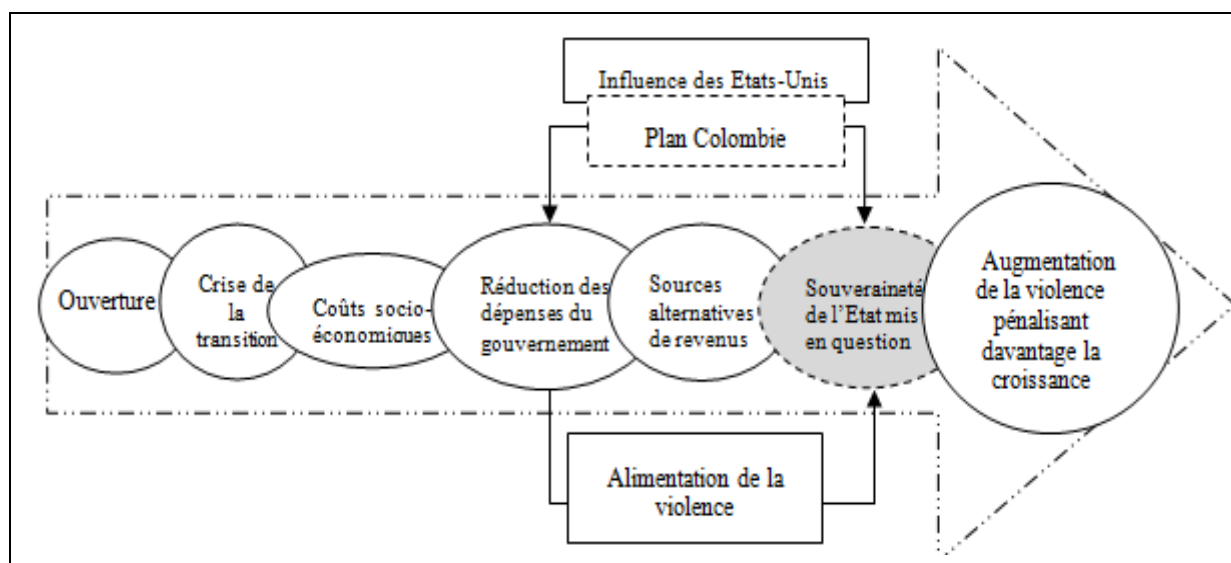 Influence des Etats-Unis
Plan Colombie
Ouverture
Crise de
la
transition
Coûts socio-
économiques
Réduction des
dépenses du
gouvernement
Sources
alternatives
de revenus
Souveraineté
de l’Etat mis
en question
Augmentation
de la violence
pénalisant
davantage la
croissance
Alimentation de la
violence